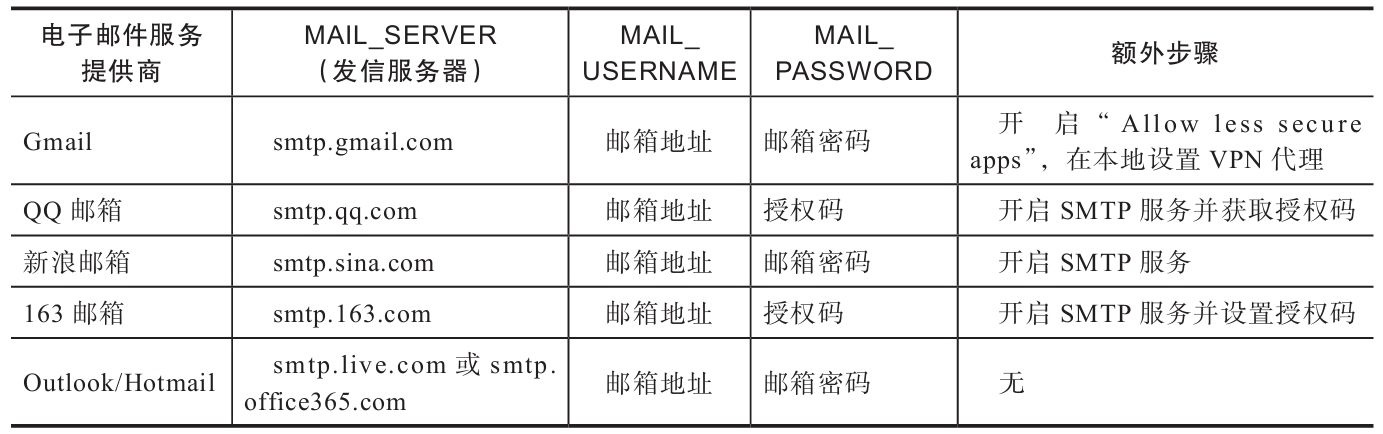 电子邮件服务 MAIL_SERVER MAIL_ MAIL_ 额外步骤
提供商 （发信服务器） USERNAME PASSWORD
Gmail smtp.gmail.com 邮箱地址 邮箱密码 开 启“Allow less secure
apps”，在本地设置 VPN 代理
QQ 邮箱 smtp.qq.com 邮箱地址 授权码 开启 SMTP 服务并获取授权码
新浪邮箱 smtp.sina.com 邮箱地址 邮箱密码 开启 SMTP 服务
163 邮箱 smtp.163.com 邮箱地址 授权码 开启 SMTP 服务并设置授权码
Outlook/Hotmail smtp.live.com 或 smtp. 邮箱地址 邮箱密码 无
office365.com